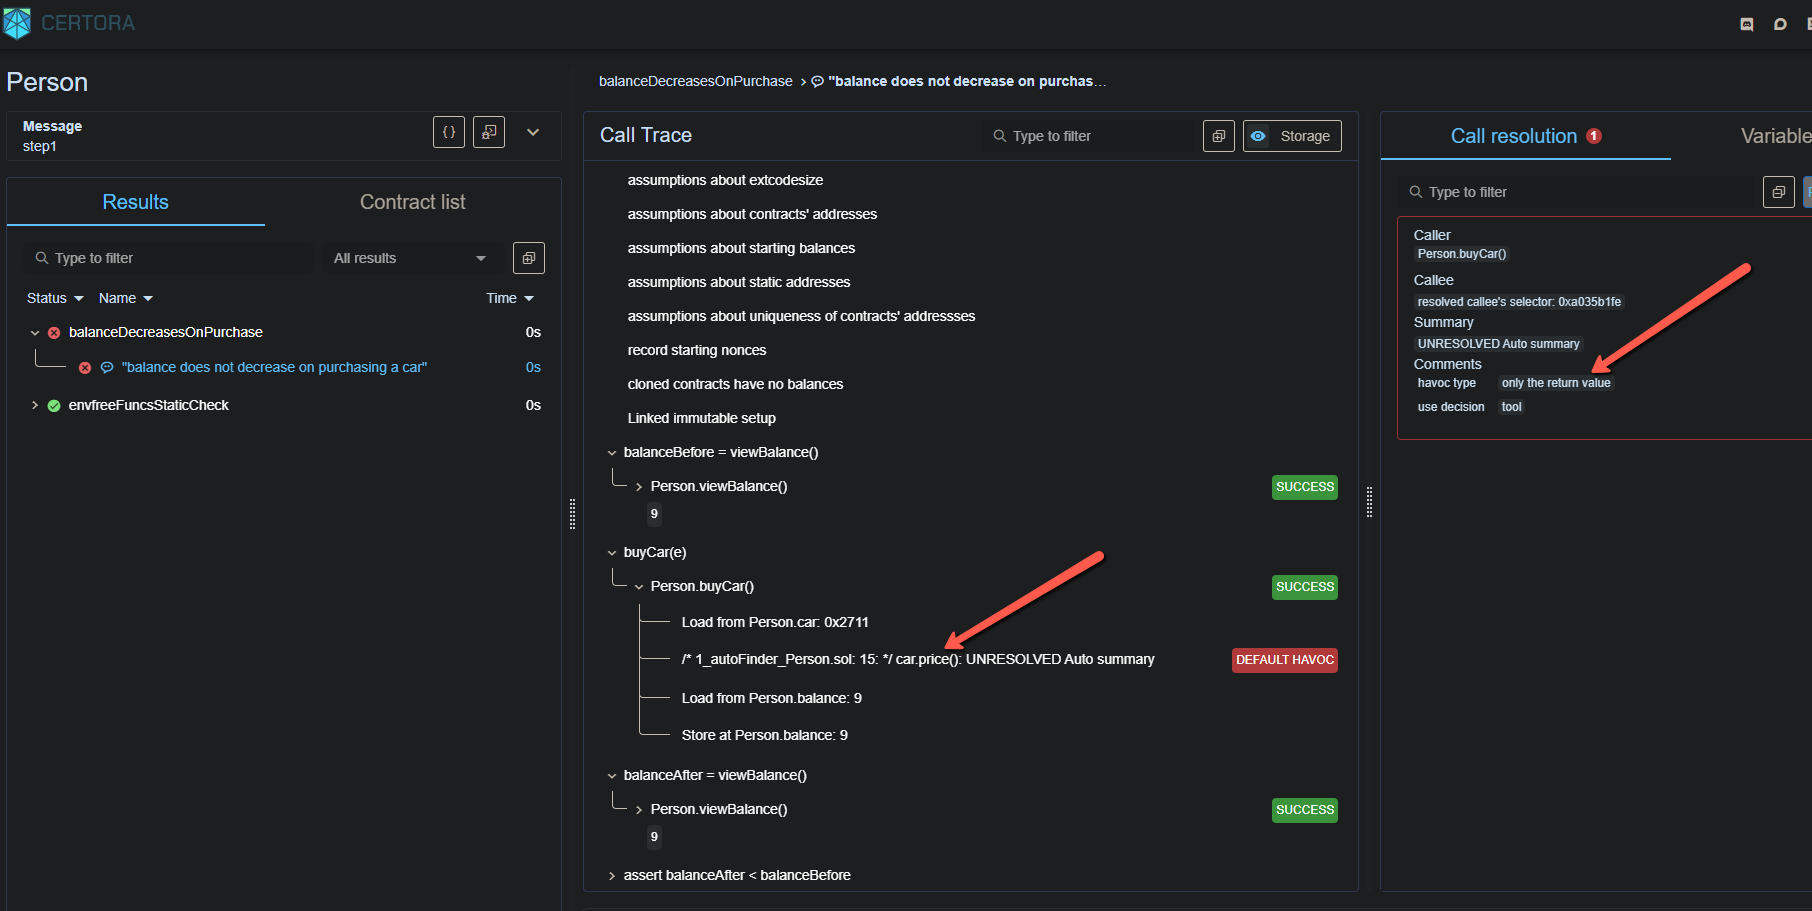 CERTORA
Person
Message
step1
{ }
Results
Contract list
Type to filter
All results
Status
Name
Time
balanceDecreasesOnPurchase
0s
"balance does not decrease on purchasing a car"
0s
envfreeFuncsStaticCheck
0s
balanceDecreasesOnPurchase › "balance does not decrease on purchas…
Call Trace
Type to filter
Storage
assumptions about extcodesize
assumptions about contracts' addresses
assumptions about starting balances
assumptions about static addresses
assumptions about uniqueness of contracts' addressses
record starting nonces
cloned contracts have no balances
Linked immutable setup
balanceBefore = viewBalance()
Person.viewBalance()
SUCCESS
9
buyCar(e)
Person.buyCar()
SUCCESS
Load from Person.car: 0x2711
/* 1_autoFinder_Person.sol: 15: */ car.price(): UNRESOLVED Auto summary
DEFAULT HAVOC
Load from Person.balance: 9
Store at Person.balance: 9
balanceAfter = viewBalance()
Person.viewBalance()
SUCCESS
9
assert balanceAfter < balanceBefore
Call resolution 1
Variable
Type to filter
Caller
Person.buyCar()
Callee
resolved callee's selector: 0xa035b1fe
Summary
UNRESOLVED Auto summary
Comments
havoc type only the return value
use decision tool